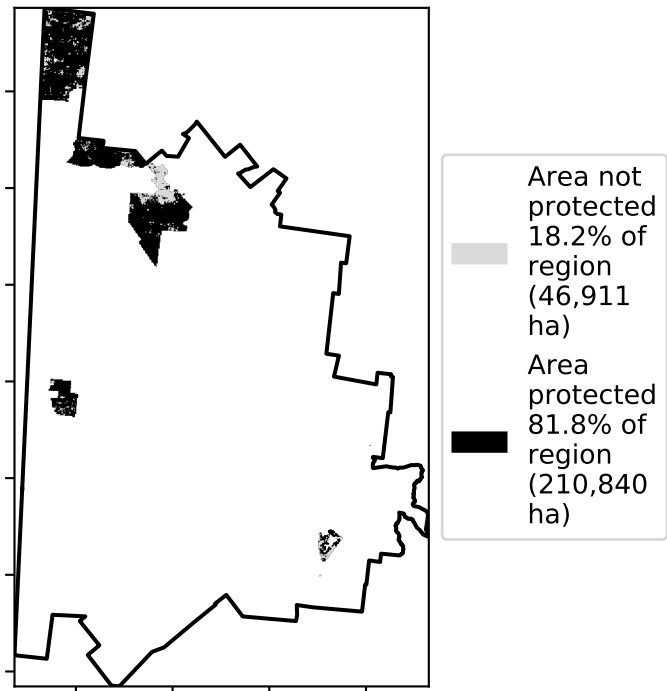 Area not
protected
18.2% of
region
(46,911
ha)
Area
protected
81.8% of
region
(210,840
ha)